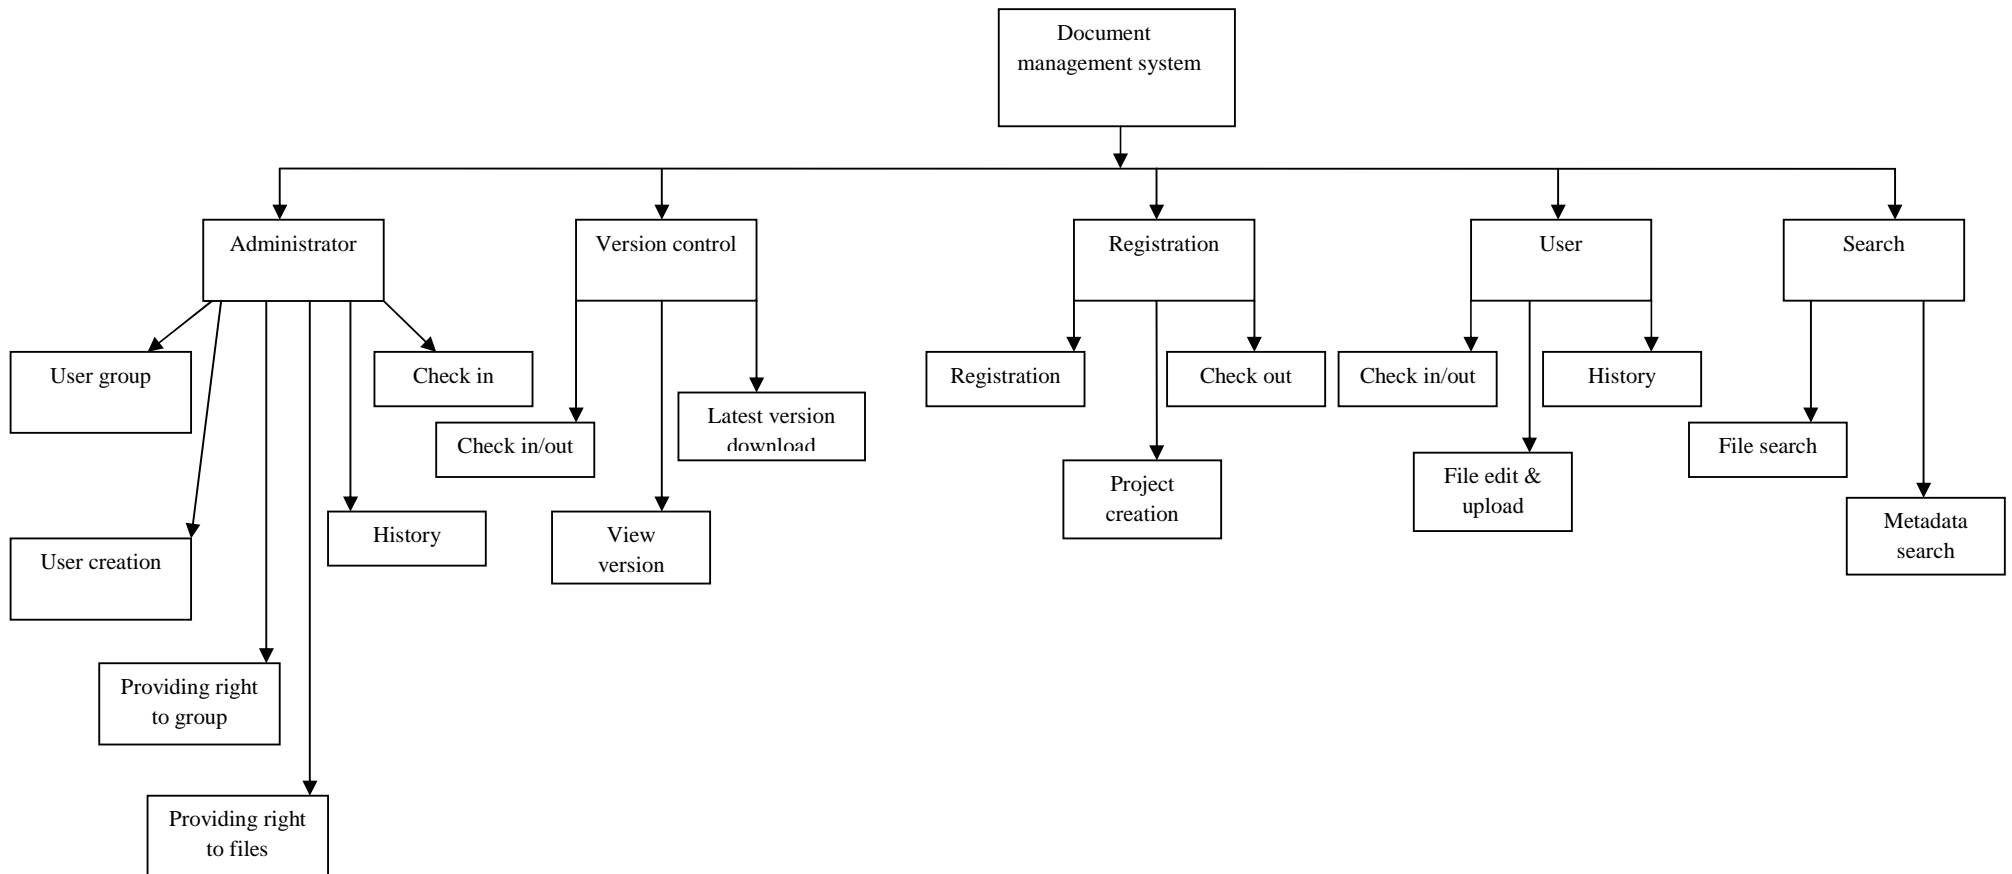 Document
management system
Administrator
Version control
Registration
User
Search
User group
Check in
Check in/out
Latest version
download
Registration
Check out
Check in/out
History
File search
User creation
History
View
version
Project
creation
File edit &
upload
Metadata
search
Providing right
to group
Providing right
to files